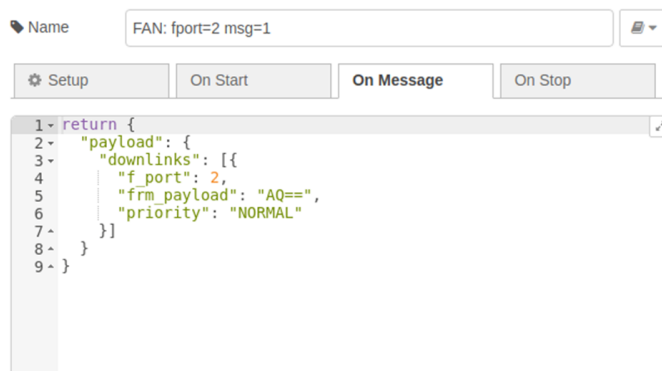 Name FAN: fport=2 msg=1
Setup On Start On Message On Stop
1 return {
2 "payload": {
3 "downlinks": [{
4 "f_port": 2,
5 "frm_payload": "AQ==",
6 "priority": "NORMAL"
7 }]
8 }
9 }